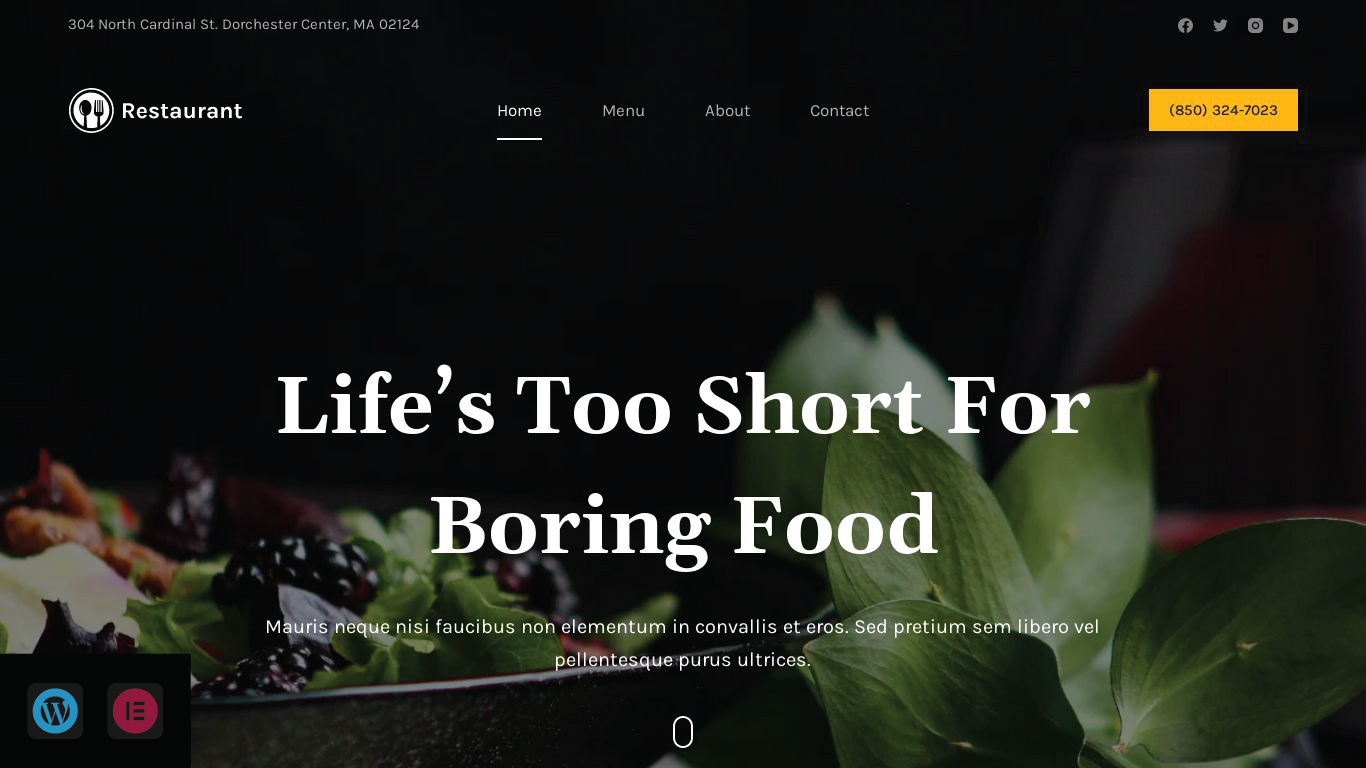 304 North Cardinal St. Dorchester Center, MA 02124
Restaurant
Home
Menu
About
Contact
(850) 324-7023
Life’s Too Short For
Boring Food
Mauris neque nisi faucibus non elementum in convallis et eros. Sed pretium sem libero vel
pellentesque purus ultrices.